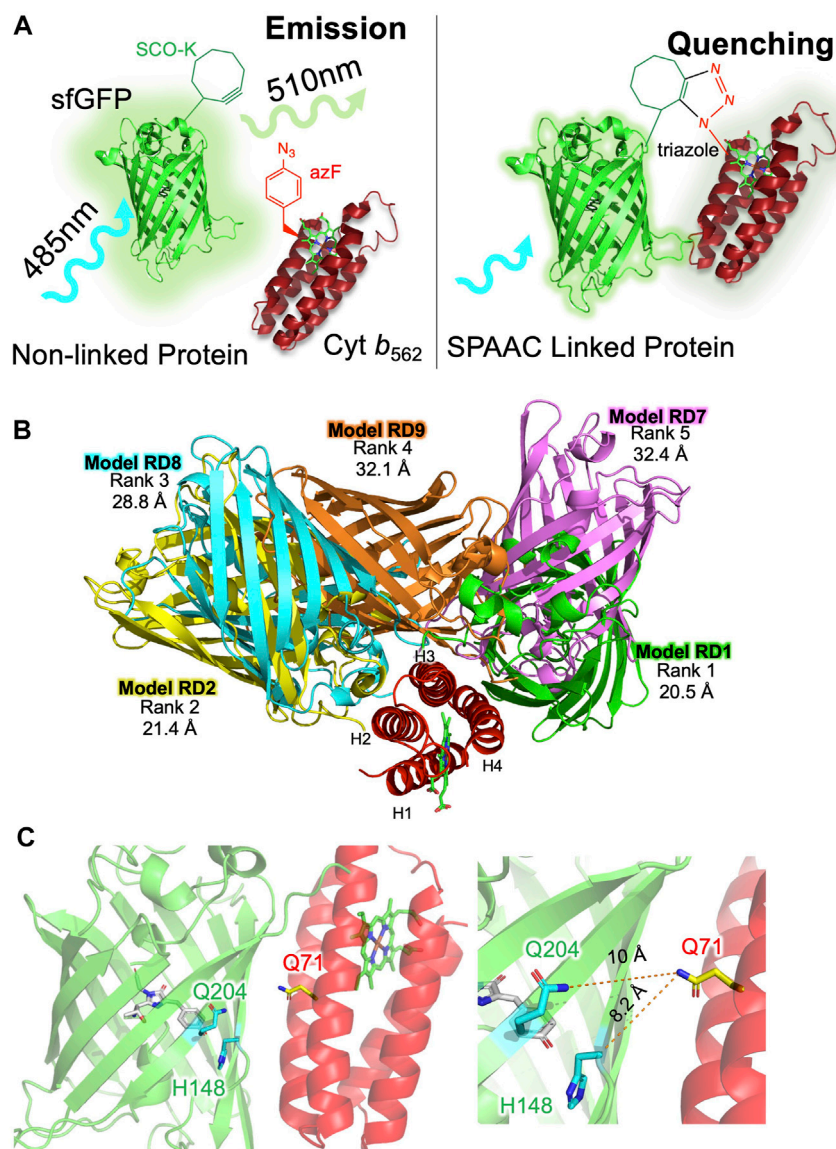 A
Emission
SCO-K
510nm
sfGFP
N₃
azF
485nm
Non-linked Protein
Cyt b₅₆₂
Quenching
N
N
N
triazole
SPAAC Linked Protein
B
Model RD8
Rank 3
28.8 Å
Model RD9
Rank 4
32.1 Å
Model RD7
Rank 5
32.4 Å
Model RD2
Rank 2
21.4 Å
Model RD1
Rank 1
20.5 Å
H3
H2
H4
H1
C
Q71
Q204
H148
Q204
10 Å
Q71
8.2 Å
H148